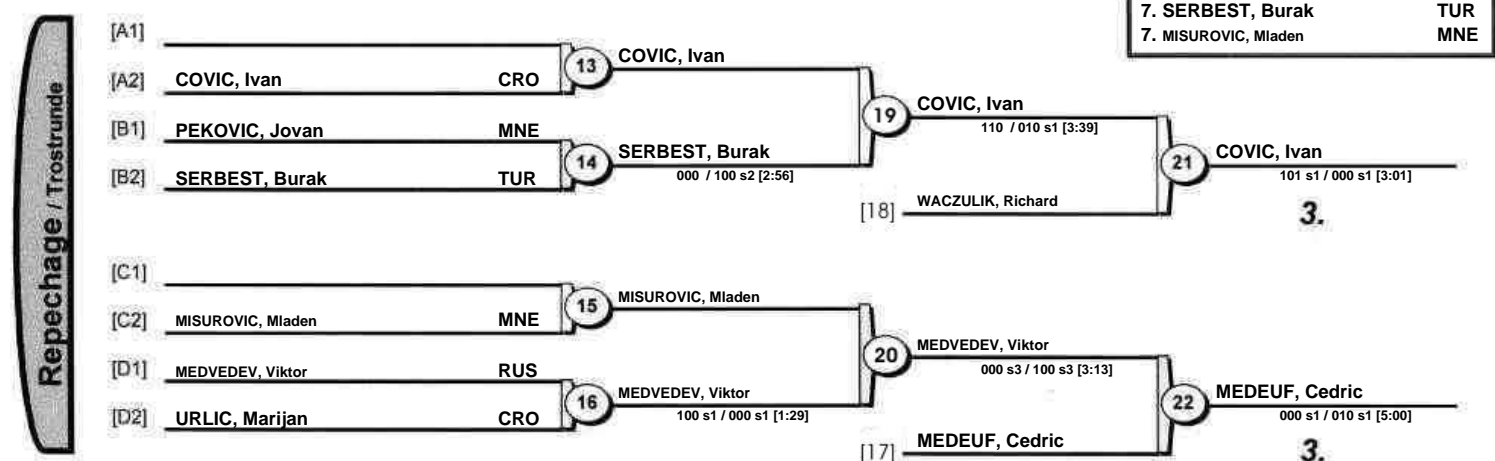 7. SERBEST, Burak TUR
7. MISUROVIC, Mladen MNE
Repechage / Trostrunde
[A1]
[A2] COVIC, Ivan CRO
13 COVIC, Ivan
[B1] PEKOVIC, Jovan MNE
[B2] SERBEST, Burak TUR
14 SERBEST, Burak
000 / 100 s2 [2:56]
19 COVIC, Ivan
110 / 010 s1 [3:39]
[18] WACZULIK, Richard
21 COVIC, Ivan
101 s1 / 000 s1 [3:01]
3.
[C1]
[C2] MISUROVIC, Mladen MNE
15 MISUROVIC, Mladen
[D1] MEDVEDEV, Viktor RUS
[D2] URLIC, Marijan CRO
16 MEDVEDEV, Viktor
100 s1 / 000 s1 [1:29]
20 MEDVEDEV, Viktor
000 s3 / 100 s3 [3:13]
[17] MEDEUF, Cedric
22 MEDEUF, Cedric
000 s1 / 010 s1 [5:00]
3.